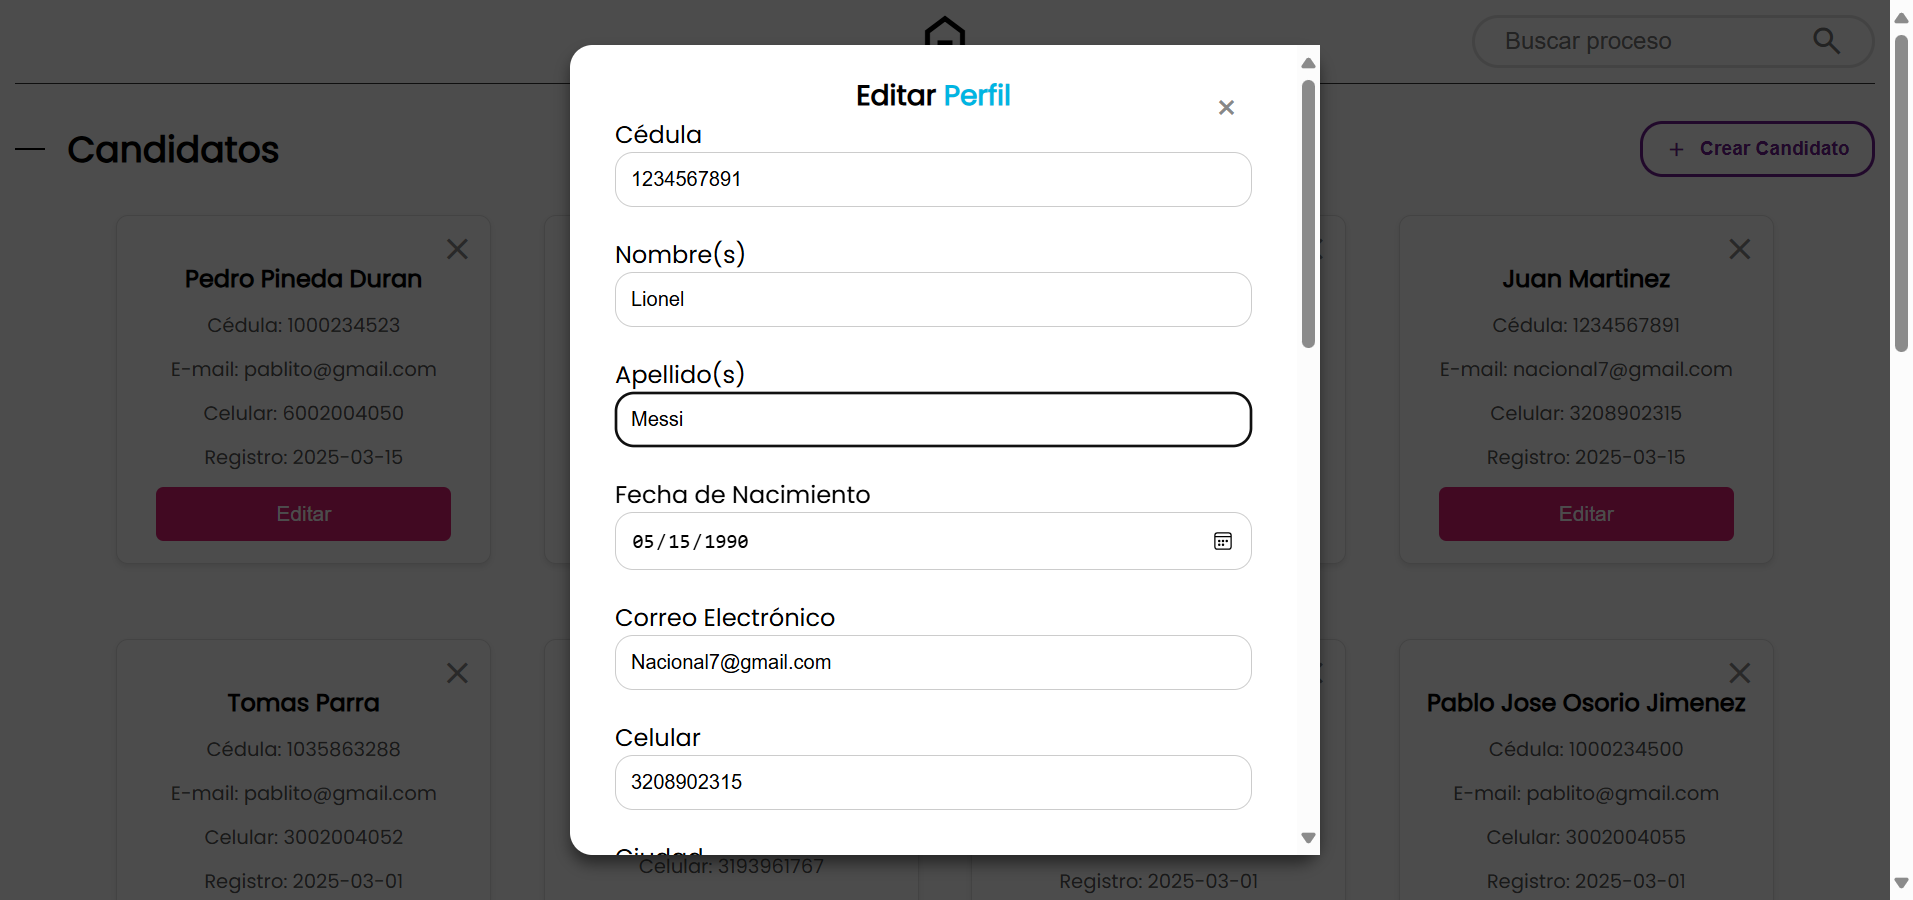 Buscar proceso
Candidatos
+ Crear Candidato
Editar Perfil
Cédula
1234567891
Nombre(s)
Lionel
Apellido(s)
Messi
Fecha de Nacimiento
05/15/1990
Correo Electrónico
Nacional7@gmail.com
Celular
3208902315
Ciudad
Pedro Pineda Duran
Cédula: 1000234523
E-mail: pablito@gmail.com
Celular: 6002004050
Registro: 2025-03-15
Editar
Juan Martinez
Cédula: 1234567891
E-mail: nacional7@gmail.com
Celular: 3208902315
Registro: 2025-03-15
Editar
Tomas Parra
Cédula: 1035863288
E-mail: pablito@gmail.com
Celular: 3002004052
Registro: 2025-03-01
Celular: 3193961767
Registro: 2025-03-01
Pablo Jose Osorio Jimenez
Cédula: 1000234500
E-mail: pablito@gmail.com
Celular: 3002004055
Registro: 2025-03-01